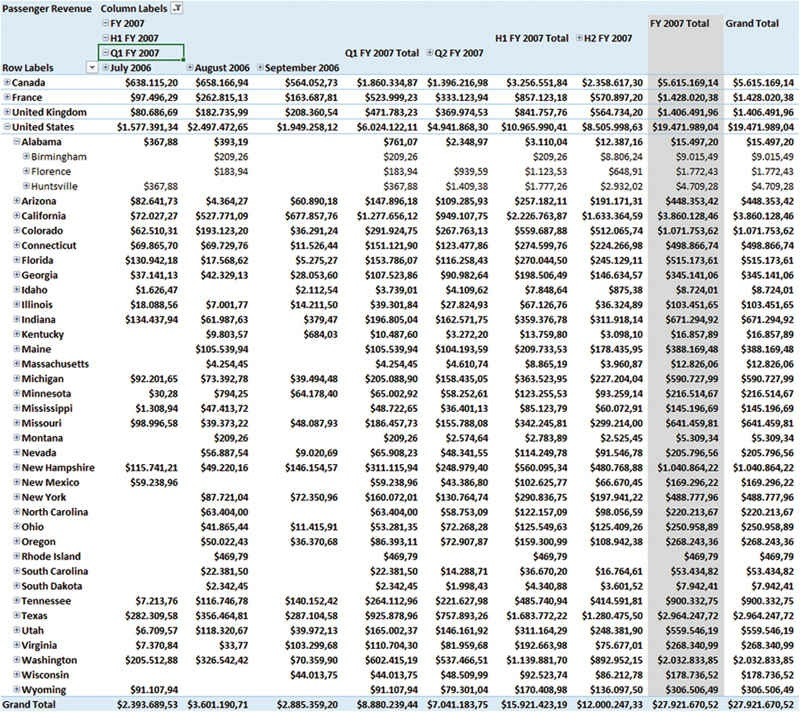 Passenger Revenue Column Labels
FY 2007 FY 2007 Total Grand Total
H1 FY 2007 H1 FY 2007 Total H2 FY 2007
Q1 FY 2007 Q1 FY 2007 Total Q2 FY 2007
Row Labels July 2006 August 2006 September 2006
Canada $638.115,20 $658.166,94 $564.052,73 $1.860.334,87 $1.396.216,98 $3.256.551,84 $2.358.617,30 $5.615.169,14 $5.615.169,14
France $97.496,29 $262.815,13 $163.687,81 $523.999,23 $333.123,94 $857.123,18 $570.897,20 $1.428.020,38 $1.428.020,38
United Kingdom $80.686,69 $182.735,99 $208.360,54 $471.783,23 $369.974,53 $841.757,76 $564.734,20 $1.406.491,96 $1.406.491,96
United States $1.577.391,34 $2.497.472,65 $1.949.258,12 $6.024.122,11 $4.941.868,30 $10.965.990,41 $8.505.998,63 $19.471.989,04 $19.471.989,04
Alabama $367,88 $393,19 $761,07 $2.348,97 $3.110,04 $12.387,16 $15.497,20 $15.497,20
Birmingham $209,26 $209,26 $209,26 $8.806,24 $9.015,49 $9.015,49
Florence $183,94 $183,94 $939,59 $1.123,53 $648,91 $1.772,43 $1.772,43
Huntsville $367,88 $367,88 $1.409,38 $1.777,26 $2.932,02 $4.709,28 $4.709,28
Arizona $82.641,73 $4.364,27 $60.890,18 $147.896,18 $109.285,93 $257.182,11 $191.171,31 $448.353,42 $448.353,42
California $72.027,27 $527.771,09 $677.857,76 $1.277.656,12 $949.107,75 $2.226.763,87 $1.633.364,59 $3.860.128,46 $3.860.128,46
Colorado $62.510,31 $193.123,20 $36.291,24 $291.924,75 $267.763,13 $559.687,88 $512.065,74 $1.071.753,62 $1.071.753,62
Connecticut $69.865,70 $69.729,76 $11.526,44 $151.121,90 $123.477,86 $274.599,76 $224.266,98 $498.866,74 $498.866,74
Florida $130.942,18 $17.568,62 $5.275,27 $153.786,07 $116.258,43 $270.044,50 $245.129,11 $515.173,61 $515.173,61
Georgia $37.141,13 $42.329,13 $28.053,60 $107.523,86 $90.982,64 $198.506,49 $146.634,57 $345.141,06 $345.141,06
Idaho $1.626,47 $2.112,54 $3.739,01 $4.109,62 $7.848,64 $875,38 $8.724,01 $8.724,01
Illinois $18.088,56 $7.001,77 $14.211,50 $39.301,84 $27.824,93 $67.126,76 $36.324,89 $103.451,65 $103.451,65
Indiana $134.437,94 $61.987,63 $379,47 $196.805,04 $162.571,75 $359.376,78 $311.918,14 $671.294,92 $671.294,92
Kentucky $9.803,57 $684,03 $10.487,60 $3.272,20 $13.759,80 $3.098,10 $16.857,89 $16.857,89
Maine $105.539,94 $105.539,94 $104.193,59 $209.733,53 $178.435,95 $388.169,48 $388.169,48
Massachusetts $4.254,45 $4.254,45 $4.610,74 $8.865,19 $3.960,87 $12.826,06 $12.826,06
Michigan $92.201,65 $73.392,78 $39.494,48 $205.088,90 $158.435,05 $363.523,95 $227.204,04 $590.727,99 $590.727,99
Minnesota $30,28 $794,25 $64.178,40 $65.002,92 $58.252,61 $123.255,53 $93.259,14 $216.514,67 $216.514,67
Mississippi $1.308,94 $47.413,72 $48.722,65 $36.401,13 $85.123,79 $60.072,91 $145.196,69 $145.196,69
Missouri $98.996,58 $39.373,22 $48.087,93 $186.457,73 $155.788,08 $342.245,81 $299.214,00 $641.459,81 $641.459,81
Montana $209,26 $209,26 $2.574,64 $2.783,89 $2.525,45 $5.309,34 $5.309,34
Nevada $56.887,54 $9.020,69 $65.908,23 $48.341,55 $114.249,78 $91.546,78 $205.796,56 $205.796,56
New Hampshire $115.741,21 $49.220,16 $146.154,57 $311.115,94 $248.979,40 $560.095,34 $480.768,88 $1.040.864,22 $1.040.864,22
New Mexico $59.238,96 $59.238,96 $43.386,80 $102.625,77 $66.670,45 $169.296,22 $169.296,22
New York $87.721,04 $72.350,96 $160.072,01 $130.764,74 $290.836,75 $197.941,22 $488.777,96 $488.777,96
North Carolina $63.404,00 $63.404,00 $58.753,09 $122.157,09 $98.056,59 $220.213,67 $220.213,67
Ohio $41.865,44 $11.415,91 $53.281,35 $72.268,28 $125.549,63 $125.409,26 $250.958,89 $250.958,89
Oregon $50.022,43 $36.370,68 $86.393,11 $72.907,87 $159.300,99 $108.942,38 $268.243,36 $268.243,36
Rhode Island $469,79 $469,79 $469,79 $469,79 $469,79
South Carolina $22.381,50 $22.381,50 $14.288,71 $36.670,20 $16.764,61 $53.434,82 $53.434,82
South Dakota $2.342,45 $2.342,45 $1.998,43 $4.340,88 $3.601,52 $7.942,41 $7.942,41
Tennessee $7.213,76 $116.746,78 $140.152,42 $264.112,96 $221.627,98 $485.740,94 $414.591,81 $900.332,75 $900.332,75
Texas $282.309,58 $356.464,81 $287.104,58 $925.878,96 $757.893,26 $1.683.772,22 $1.280.475,50 $2.964.247,72 $2.964.247,72
Utah $6.709,57 $118.320,67 $39.972,13 $165.002,37 $146.161,92 $311.164,29 $248.381,90 $559.546,19 $559.546,19
Virginia $7.370,84 $33,77 $103.299,68 $110.704,30 $81.959,68 $192.663,98 $75.677,01 $268.340,99 $268.340,99
Washington $205.512,88 $326.542,42 $70.359,90 $602.415,19 $537.466,51 $1.139.881,70 $892.952,15 $2.032.833,85 $2.032.833,85
Wisconsin $44.013,75 $44.013,75 $48.509,99 $92.523,74 $86.212,78 $178.736,52 $178.736,52
Wyoming $91.107,94 $91.107,94 $79.301,04 $170.408,98 $136.097,50 $306.506,49 $306.506,49
Grand Total $2.393.689,53 $3.601.190,71 $2.885.359,20 $8.880.239,44 $7.041.183,75 $15.921.423,19 $12.000.247,33 $27.921.670,52 $27.921.670,52